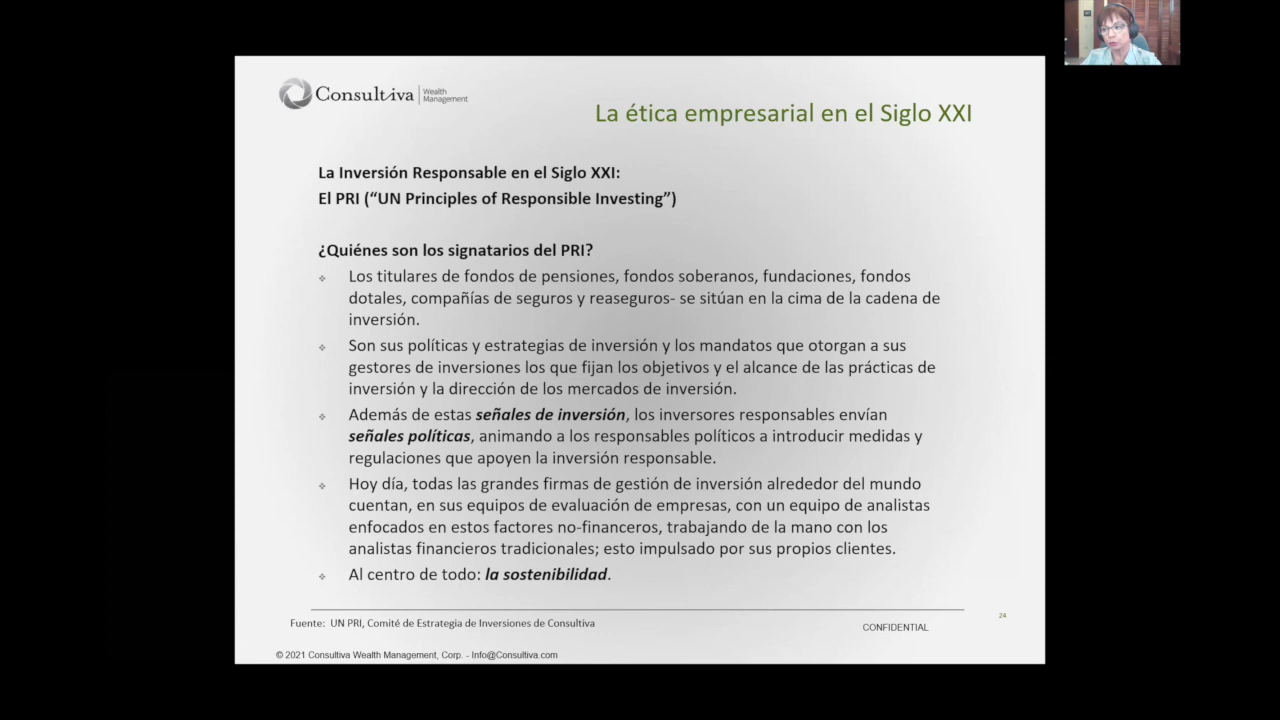 Consultiva Wealth
Management
La ética empresarial en el Siglo XXI
La Inversión Responsable en el Siglo XXI:
El PRI (“UN Principles of Responsible Investing”)
¿Quiénes son los signatarios del PRI?
Los titulares de fondos de pensiones, fondos soberanos, fundaciones, fondos
dotales, compañías de seguros y reaseguros- se sitúan en la cima de la cadena de
inversión.
Son sus políticas y estrategias de inversión y los mandatos que otorgan a sus
gestores de inversiones los que fijan los objetivos y el alcance de las prácticas de
inversión y la dirección de los mercados de inversión.
Además de estas señales de inversión, los inversores responsables envían
señales políticas, animando a los responsables políticos a introducir medidas y
regulaciones que apoyen la inversión responsable.
Hoy día, todas las grandes firmas de gestión de inversión alrededor del mundo
cuentan, en sus equipos de evaluación de empresas, con un equipo de analistas
enfocados en estos factores no-financeros, trabajando de la mano con los
analistas financieros tradicionales; esto impulsado por sus propios clientes.
Al centro de todo: la sostenibilidad.
24
Fuente: UN PRI, Comité de Estrategia de Inversiones de Consultiva
CONFIDENTIAL
© 2021 Consultiva Wealth Management, Corp. - Info@Consultiva.com